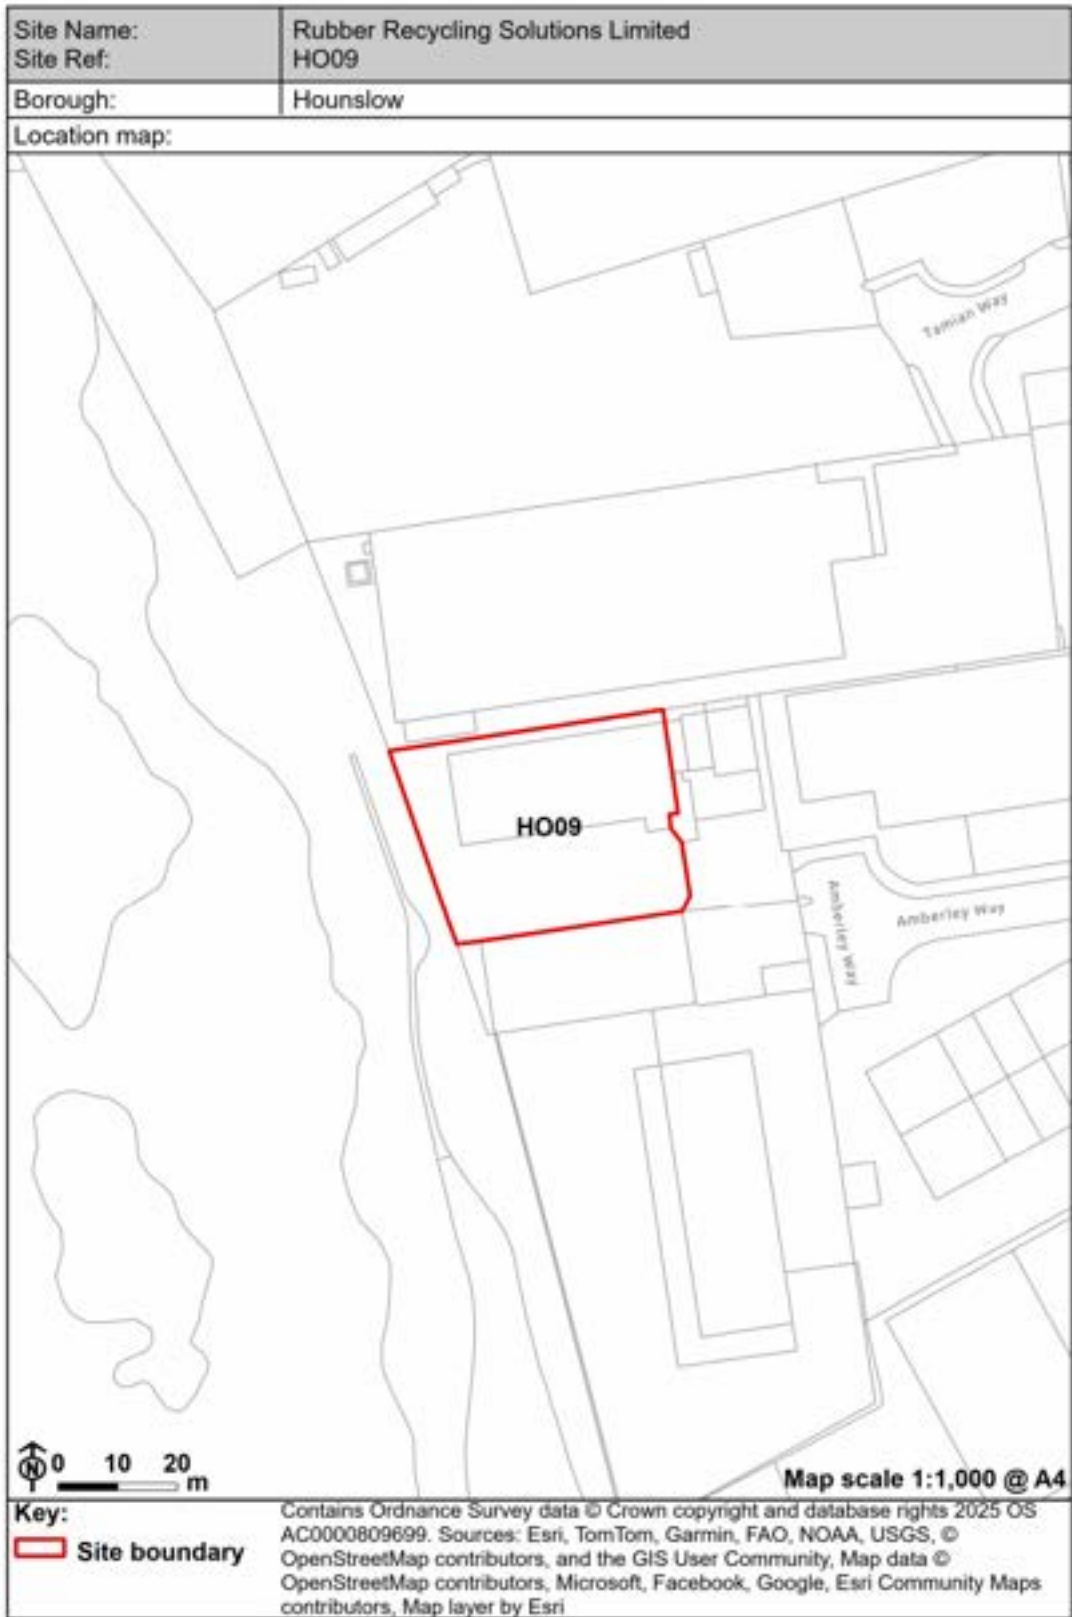 Site Name: Rubber Recycling Solutions Limited
Site Ref: HO09
Borough: Hounslow
Location map:
Tamian Way
HO09
Amberley Way
Amberley Way
N 0 10 20 m
Map scale 1:1,000 @ A4
Key:
Site boundary
Contains Ordnance Survey data © Crown copyright and database rights 2025 OS
AC0000809699. Sources: Esri, TomTom, Garmin, FAO, NOAA, USGS, ©
OpenStreetMap contributors, and the GIS User Community, Map data ©
OpenStreetMap contributors, Microsoft, Facebook, Google, Esri Community Maps
contributors, Map layer by Esri